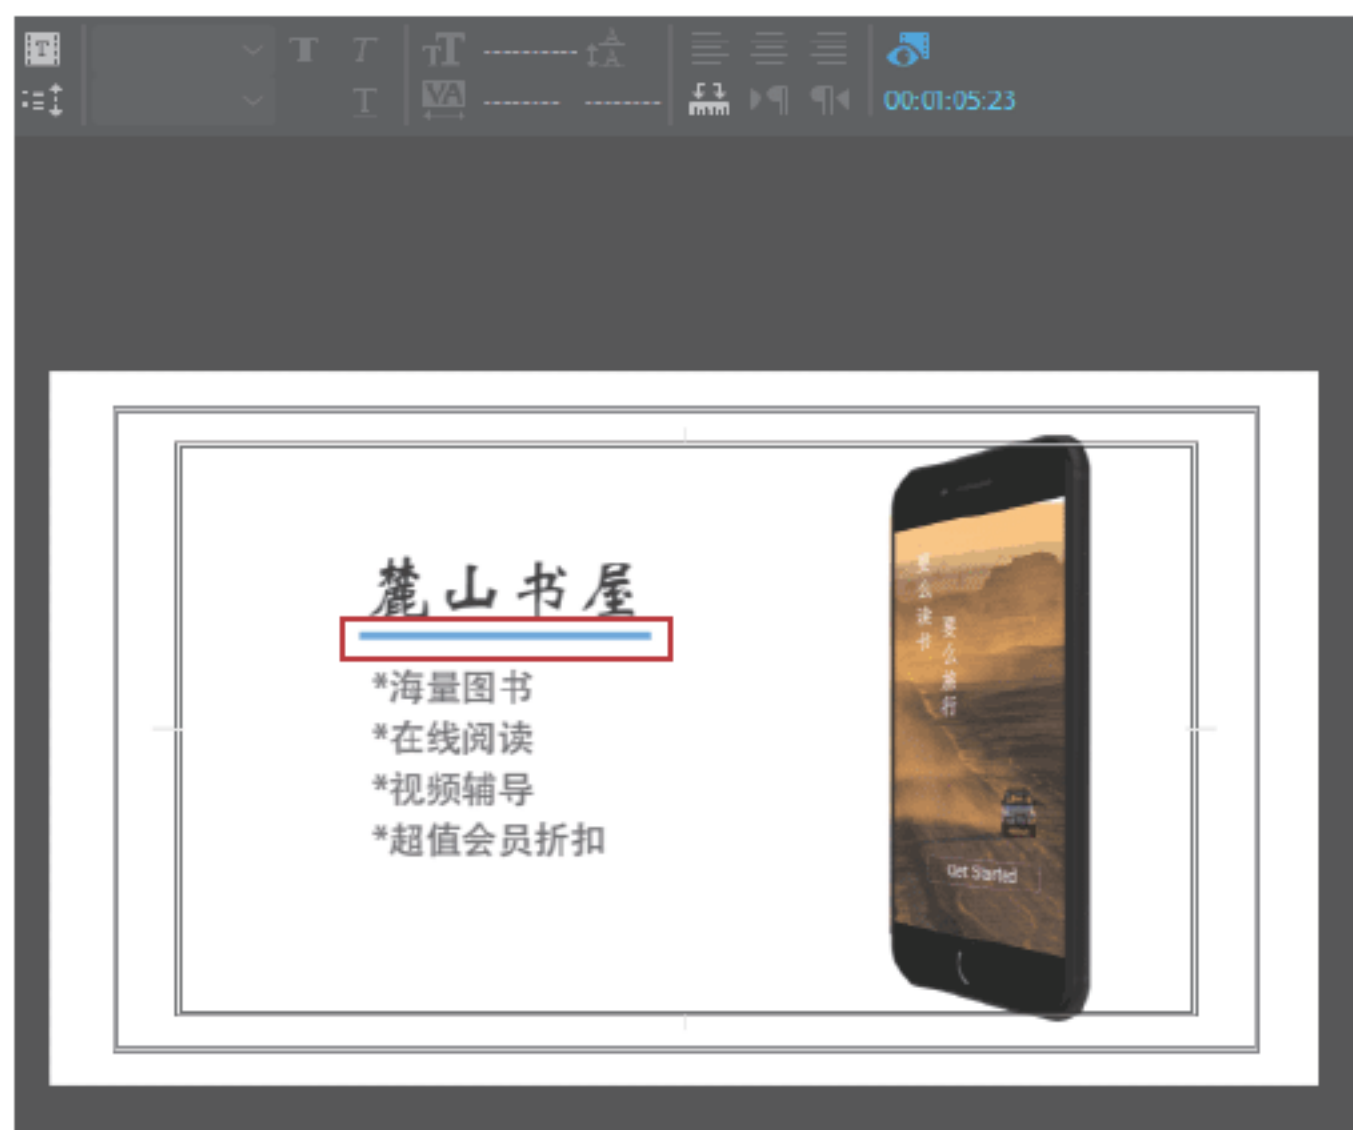 00:01:05:23
麓山书屋
*海量图书
*在线阅读
*视频辅导
*超值会员折扣
要么读书
要么旅行
Get Started